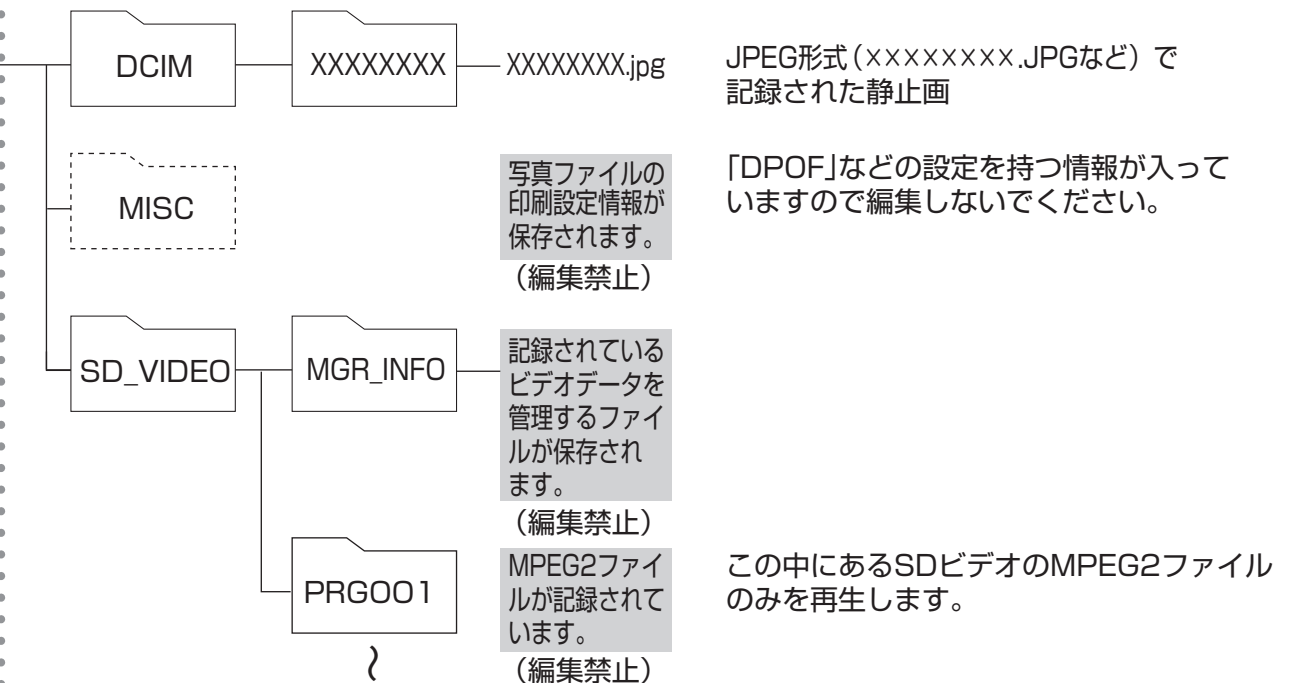 DCIM
XXXXXXXX
XXXXXXXX.jpg
JPEG形式(××××××××.JPGなど)で
記録された静止画
MISC
写真ファイルの
印刷設定情報が
保存されます。
(編集禁止)
「DPOF」などの設定を持つ情報が入って
いますので編集しないでください。
SD_VIDEO
MGR_INFO
記録されている
ビデオデータを
管理するファイ
ルが保存され
ます。
(編集禁止)
PRG001
〜
MPEG2ファイ
ルが記録されて
います。
(編集禁止)
この中にあるSDビデオのMPEG2ファイル
のみを再生します。